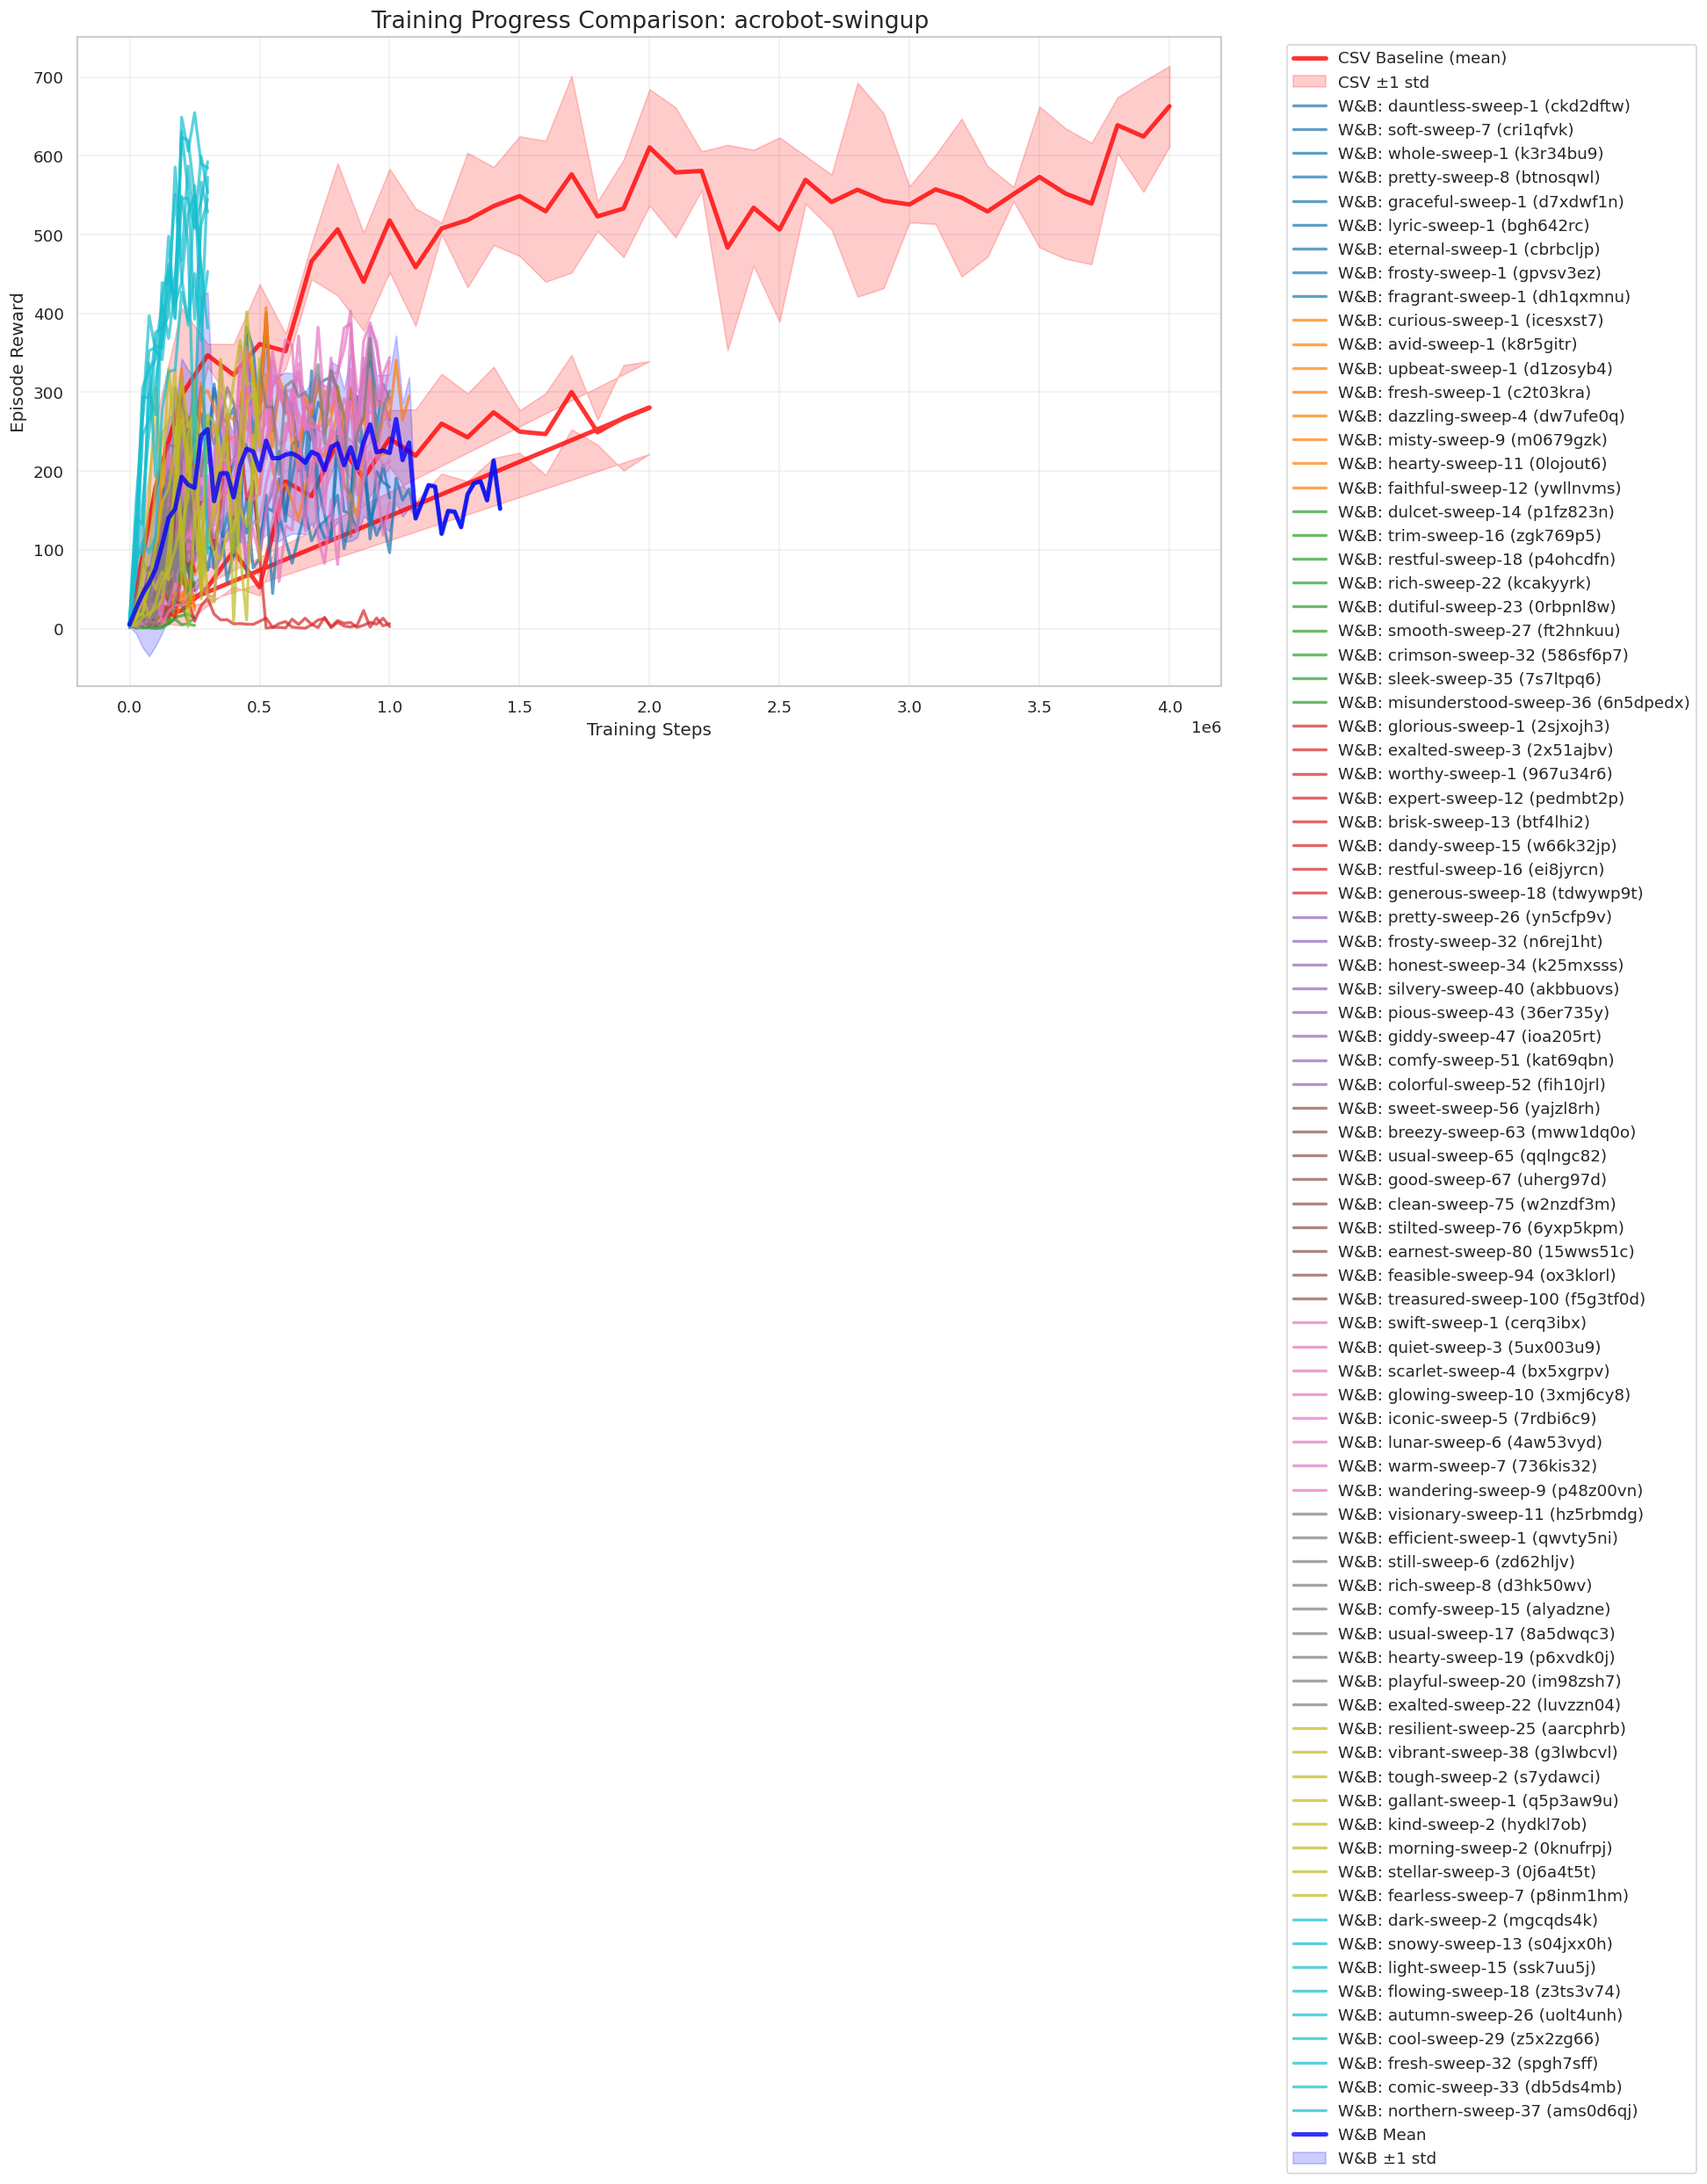 Training Progress Comparison: acrobot-swingup
Episode Reward
700
600
500
400
300
200
100
0
0.0 0.5 1.0 1.5 2.0 2.5 3.0 3.5 4.0
1e6
Training Steps
CSV Baseline (mean)
CSV ±1 std
W&B: dauntless-sweep-1 (ckd2dftw)
W&B: soft-sweep-7 (cri1qfvk)
W&B: whole-sweep-1 (k3r34bu9)
W&B: pretty-sweep-8 (btnosqwl)
W&B: graceful-sweep-1 (d7xdwf1n)
W&B: lyric-sweep-1 (bgh642rc)
W&B: eternal-sweep-1 (cbrbcljp)
W&B: frosty-sweep-1 (gpvsv3ez)
W&B: fragrant-sweep-1 (dh1qxmnu)
W&B: curious-sweep-1 (icesxst7)
W&B: avid-sweep-1 (k8r5gitr)
W&B: upbeat-sweep-1 (d1zosyb4)
W&B: fresh-sweep-1 (c2t03kra)
W&B: dazzling-sweep-4 (dw7ufe0q)
W&B: misty-sweep-9 (m0679gzk)
W&B: hearty-sweep-11 (0lojout6)
W&B: faithful-sweep-12 (ywllnvms)
W&B: dulcet-sweep-14 (p1fz823n)
W&B: trim-sweep-16 (zgk769p5)
W&B: restful-sweep-18 (p4ohcdfn)
W&B: rich-sweep-22 (kcakyyrk)
W&B: dutiful-sweep-23 (0rbpnl8w)
W&B: smooth-sweep-27 (ft2hnkuu)
W&B: crimson-sweep-32 (586sf6p7)
W&B: sleek-sweep-35 (7s7ltpq6)
W&B: misunderstood-sweep-36 (6n5dpedx)
W&B: glorious-sweep-1 (2sjxojh3)
W&B: exalted-sweep-3 (2x51ajbv)
W&B: worthy-sweep-1 (967u34r6)
W&B: expert-sweep-12 (pedmbt2p)
W&B: brisk-sweep-13 (btf4lhi2)
W&B: dandy-sweep-15 (w66k32jp)
W&B: restful-sweep-16 (ei8jyrcn)
W&B: generous-sweep-18 (tdwywp9t)
W&B: pretty-sweep-26 (yn5cfp9v)
W&B: frosty-sweep-32 (n6rej1ht)
W&B: honest-sweep-34 (k25mxsss)
W&B: silvery-sweep-40 (akbbuovs)
W&B: pious-sweep-43 (36er735y)
W&B: giddy-sweep-47 (ioa205rt)
W&B: comfy-sweep-51 (kat69qbn)
W&B: colorful-sweep-52 (fih10jrl)
W&B: sweet-sweep-56 (yajzl8rh)
W&B: breezy-sweep-63 (mww1dq0o)
W&B: usual-sweep-65 (qqlngc82)
W&B: good-sweep-67 (uherg97d)
W&B: clean-sweep-75 (w2nzdf3m)
W&B: stilted-sweep-76 (6yxp5kpm)
W&B: earnest-sweep-80 (15wws51c)
W&B: feasible-sweep-94 (ox3klorl)
W&B: treasured-sweep-100 (f5g3tf0d)
W&B: swift-sweep-1 (cerq3ibx)
W&B: quiet-sweep-3 (5ux003u9)
W&B: scarlet-sweep-4 (bx5xgrpv)
W&B: glowing-sweep-10 (3xmj6cy8)
W&B: iconic-sweep-5 (7rdbi6c9)
W&B: lunar-sweep-6 (4aw53vyd)
W&B: warm-sweep-7 (736kis32)
W&B: wandering-sweep-9 (p48z00vn)
W&B: visionary-sweep-11 (hz5rbmdg)
W&B: efficient-sweep-1 (qwvty5ni)
W&B: still-sweep-6 (zd62hljv)
W&B: rich-sweep-8 (d3hk50wv)
W&B: comfy-sweep-15 (alyadzne)
W&B: usual-sweep-17 (8a5dwqc3)
W&B: hearty-sweep-19 (p6xvdk0j)
W&B: playful-sweep-20 (im98zsh7)
W&B: exalted-sweep-22 (luvzzn04)
W&B: resilient-sweep-25 (aarcphrb)
W&B: vibrant-sweep-38 (g3lwbcvl)
W&B: tough-sweep-2 (s7ydawci)
W&B: gallant-sweep-1 (q5p3aw9u)
W&B: kind-sweep-2 (hydkl7ob)
W&B: morning-sweep-2 (0knufrpj)
W&B: stellar-sweep-3 (0j6a4t5t)
W&B: fearless-sweep-7 (p8inm1hm)
W&B: dark-sweep-2 (mgcqds4k)
W&B: snowy-sweep-13 (s04jxx0h)
W&B: light-sweep-15 (ssk7uu5j)
W&B: flowing-sweep-18 (z3ts3v74)
W&B: autumn-sweep-26 (uolt4unh)
W&B: cool-sweep-29 (z5x2zg66)
W&B: fresh-sweep-32 (spgh7sff)
W&B: comic-sweep-33 (db5ds4mb)
W&B: northern-sweep-37 (ams0d6qj)
W&B Mean
W&B ±1 std